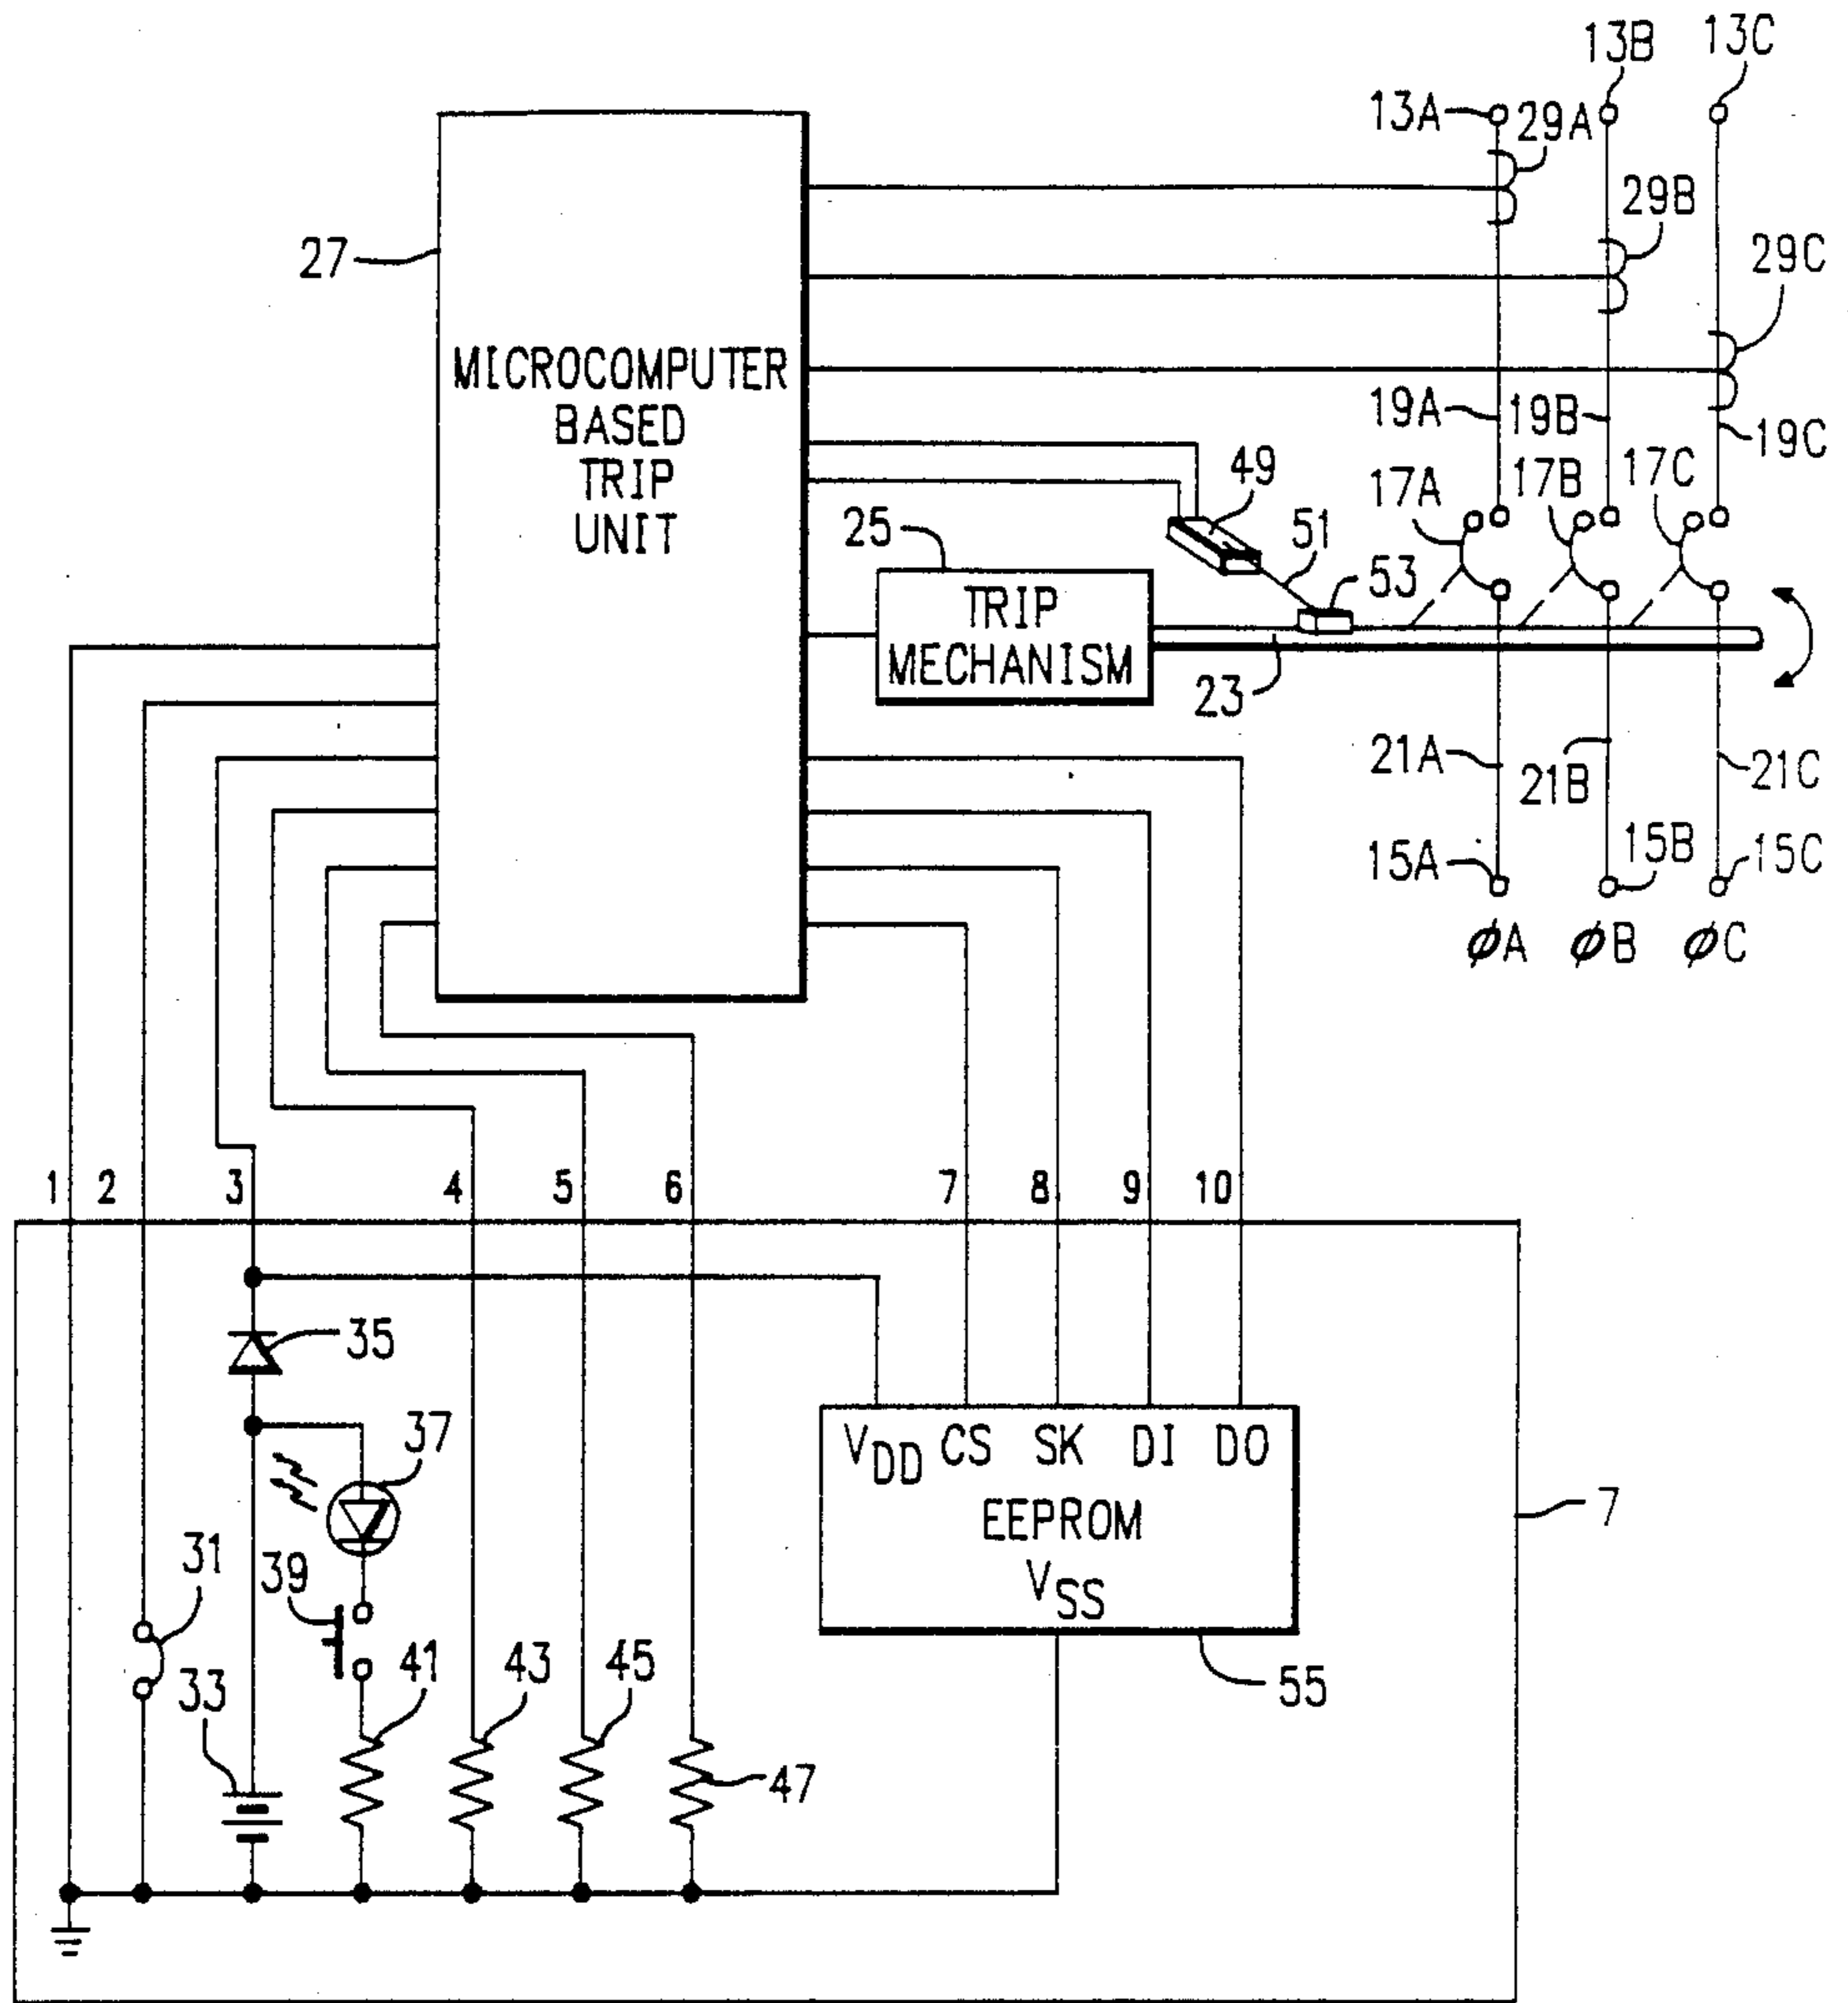 13B
13C
13A
29A
29B
27
29C
MICROCOMPUTER
BASED
TRIP
UNIT
19A
19B
19C
49
17A
17B
17C
25
51
53
TRIP
MECHANISM
23
21A
21B
21C
15A
15B
15C
øA øB øC
1 2 3 4 5 6 7 8 9 10
35
37
VDD CS SK DI DO
EEPROM
VSS
7
31
39
33
41
43
45
55
47